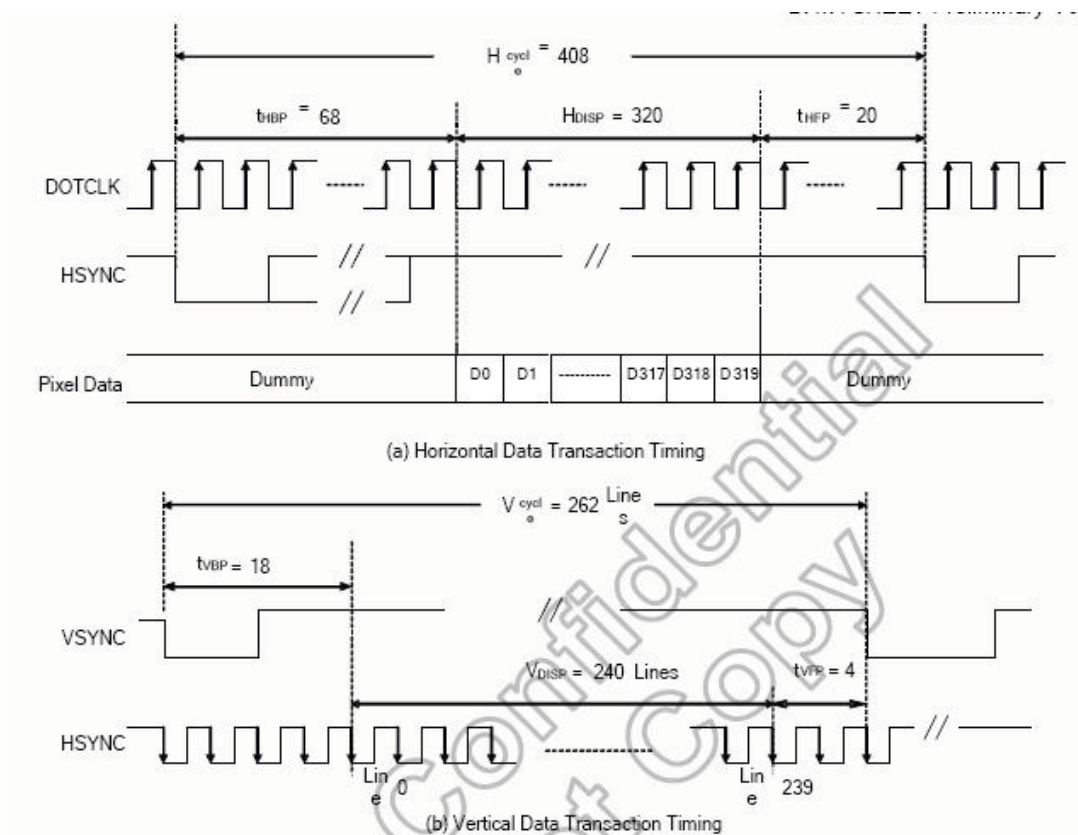 H cycl e = 408
tHBP = 68
HDISP = 320
tHFP = 20
DOTCLK
HSYNC
Pixel Data
Dummy
D0
D1
D317
D318
D319
Dummy
(a) Horizontal Data Transaction Timing
V cycl e = 262 Line s
tVBP = 18
VSYNC
VDISP = 240 Lines
tVFP = 4
HSYNC
Lin e 0
Lin e 239
(b) Vertical Data Transaction Timing
Confidential
Copy